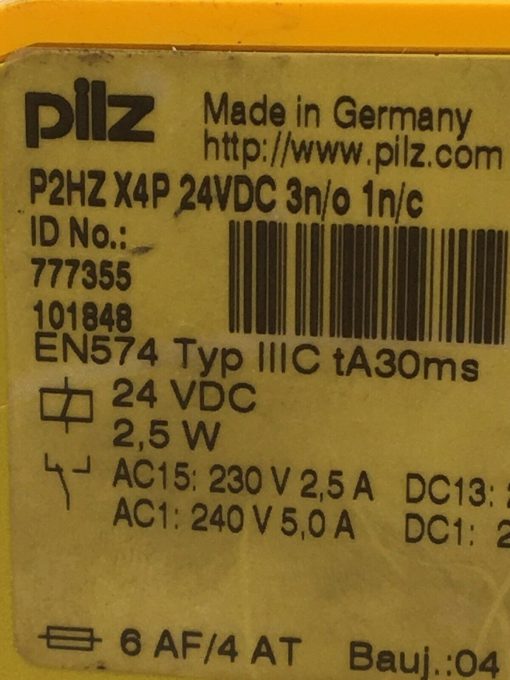 pilz
Made in Germany
http://www.pilz.com
P2HZ X4P 24VDC 3n/o 1n/c
ID No.:
777355
101848
EN574 Typ IIIC tA30ms
24 VDC
2,5 W
AC15: 230 V 2,5 A DC13:
AC1: 240 V 5,0 A DC1: 2
6 AF/4 AT Bauj.:04